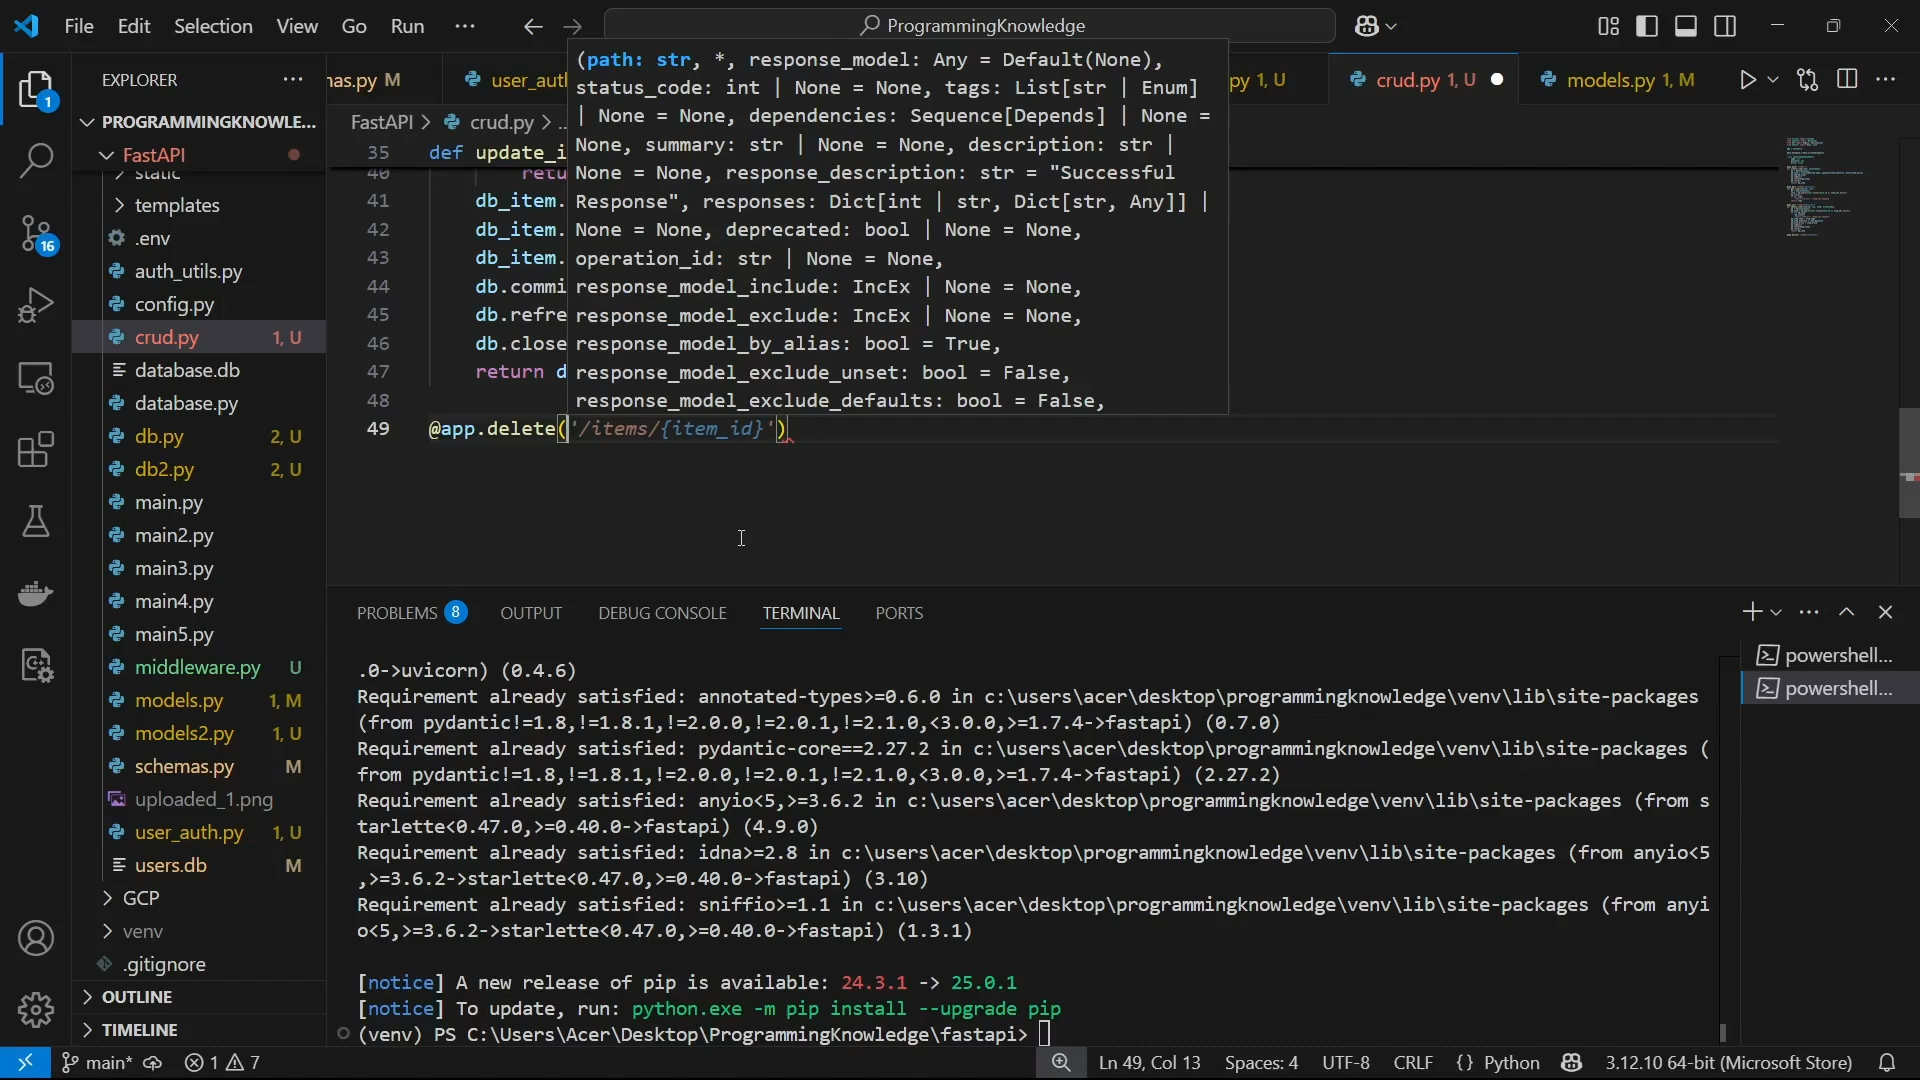 File Edit Selection View Go Run ···
ProgrammingKnowledge
EXPLORER
PROGRAMMINGKNOWLE...
FastAPI
static
templates
.env
auth_utils.py
config.py
crud.py 1, U
database.db
database.py
db.py 2, U
db2.py 2, U
main.py
main2.py
main3.py
main4.py
main5.py
middleware.py U
models.py 1, M
models2.py 1, U
schemas.py M
uploaded_1.png
user_auth.py 1, U
users.db M
GCP
venv
.gitignore
OUTLINE
TIMELINE
mas.py M
user_aut
py 1, U
crud.py 1, U
models.py 1, M
FastAPI > crud.py > ..
35 def update_i
40 retu
41 db_item.
42 db_item.
43 db_item.
44 db.commi
45 db.refre
46 db.close
47 return d
48
49 @app.delete('/items/{item_id}')
(path: str, *, response_model: Any = Default(None),
status_code: int | None = None, tags: List[str | Enum]
| None = None, dependencies: Sequence[Depends] | None =
None, summary: str | None = None, description: str |
None = None, response_description: str = "Successful
Response", responses: Dict[int | str, Dict[str, Any]] |
None = None, deprecated: bool | None = None,
operation_id: str | None = None,
response_model_include: IncEx | None = None,
response_model_exclude: IncEx | None = None,
response_model_by_alias: bool = True,
response_model_exclude_unset: bool = False,
response_model_exclude_defaults: bool = False,
PROBLEMS 8 OUTPUT DEBUG CONSOLE TERMINAL PORTS
.0->uvicorn) (0.4.6)
Requirement already satisfied: annotated-types>=0.6.0 in c:\users\acer\desktop\programmingknowledge\venv\lib\site-packages
(from pydantic!=1.8,!=1.8.1,!=2.0.0,!=2.0.1,!=2.1.0,<3.0.0,>=1.7.4->fastapi) (0.7.0)
Requirement already satisfied: pydantic-core==2.27.2 in c:\users\acer\desktop\programmingknowledge\venv\lib\site-packages (
from pydantic!=1.8,!=1.8.1,!=2.0.0,!=2.0.1,!=2.1.0,<3.0.0,>=1.7.4->fastapi) (2.27.2)
Requirement already satisfied: anyio<5,>=3.6.2 in c:\users\acer\desktop\programmingknowledge\venv\lib\site-packages (from s
tarlette<0.47.0,>=0.40.0->fastapi) (4.9.0)
Requirement already satisfied: idna>=2.8 in c:\users\acer\desktop\programmingknowledge\venv\lib\site-packages (from anyio<5
,>=3.6.2->starlette<0.47.0,>=0.40.0->fastapi) (3.10)
Requirement already satisfied: sniffio>=1.1 in c:\users\acer\desktop\programmingknowledge\venv\lib\site-packages (from anyi
o<5,>=3.6.2->starlette<0.47.0,>=0.40.0->fastapi) (1.3.1)
[notice] A new release of pip is available: 24.3.1 -> 25.0.1
[notice] To update, run: python.exe -m pip install --upgrade pip
(venv) PS C:\Users\Acer\Desktop\ProgrammingKnowledge\fastapi>
powershell...
powershell...
1
16
main* 1 7
Ln 49, Col 13 Spaces: 4 UTF-8 CRLF {} Python 3.12.10 64-bit (Microsoft Store)